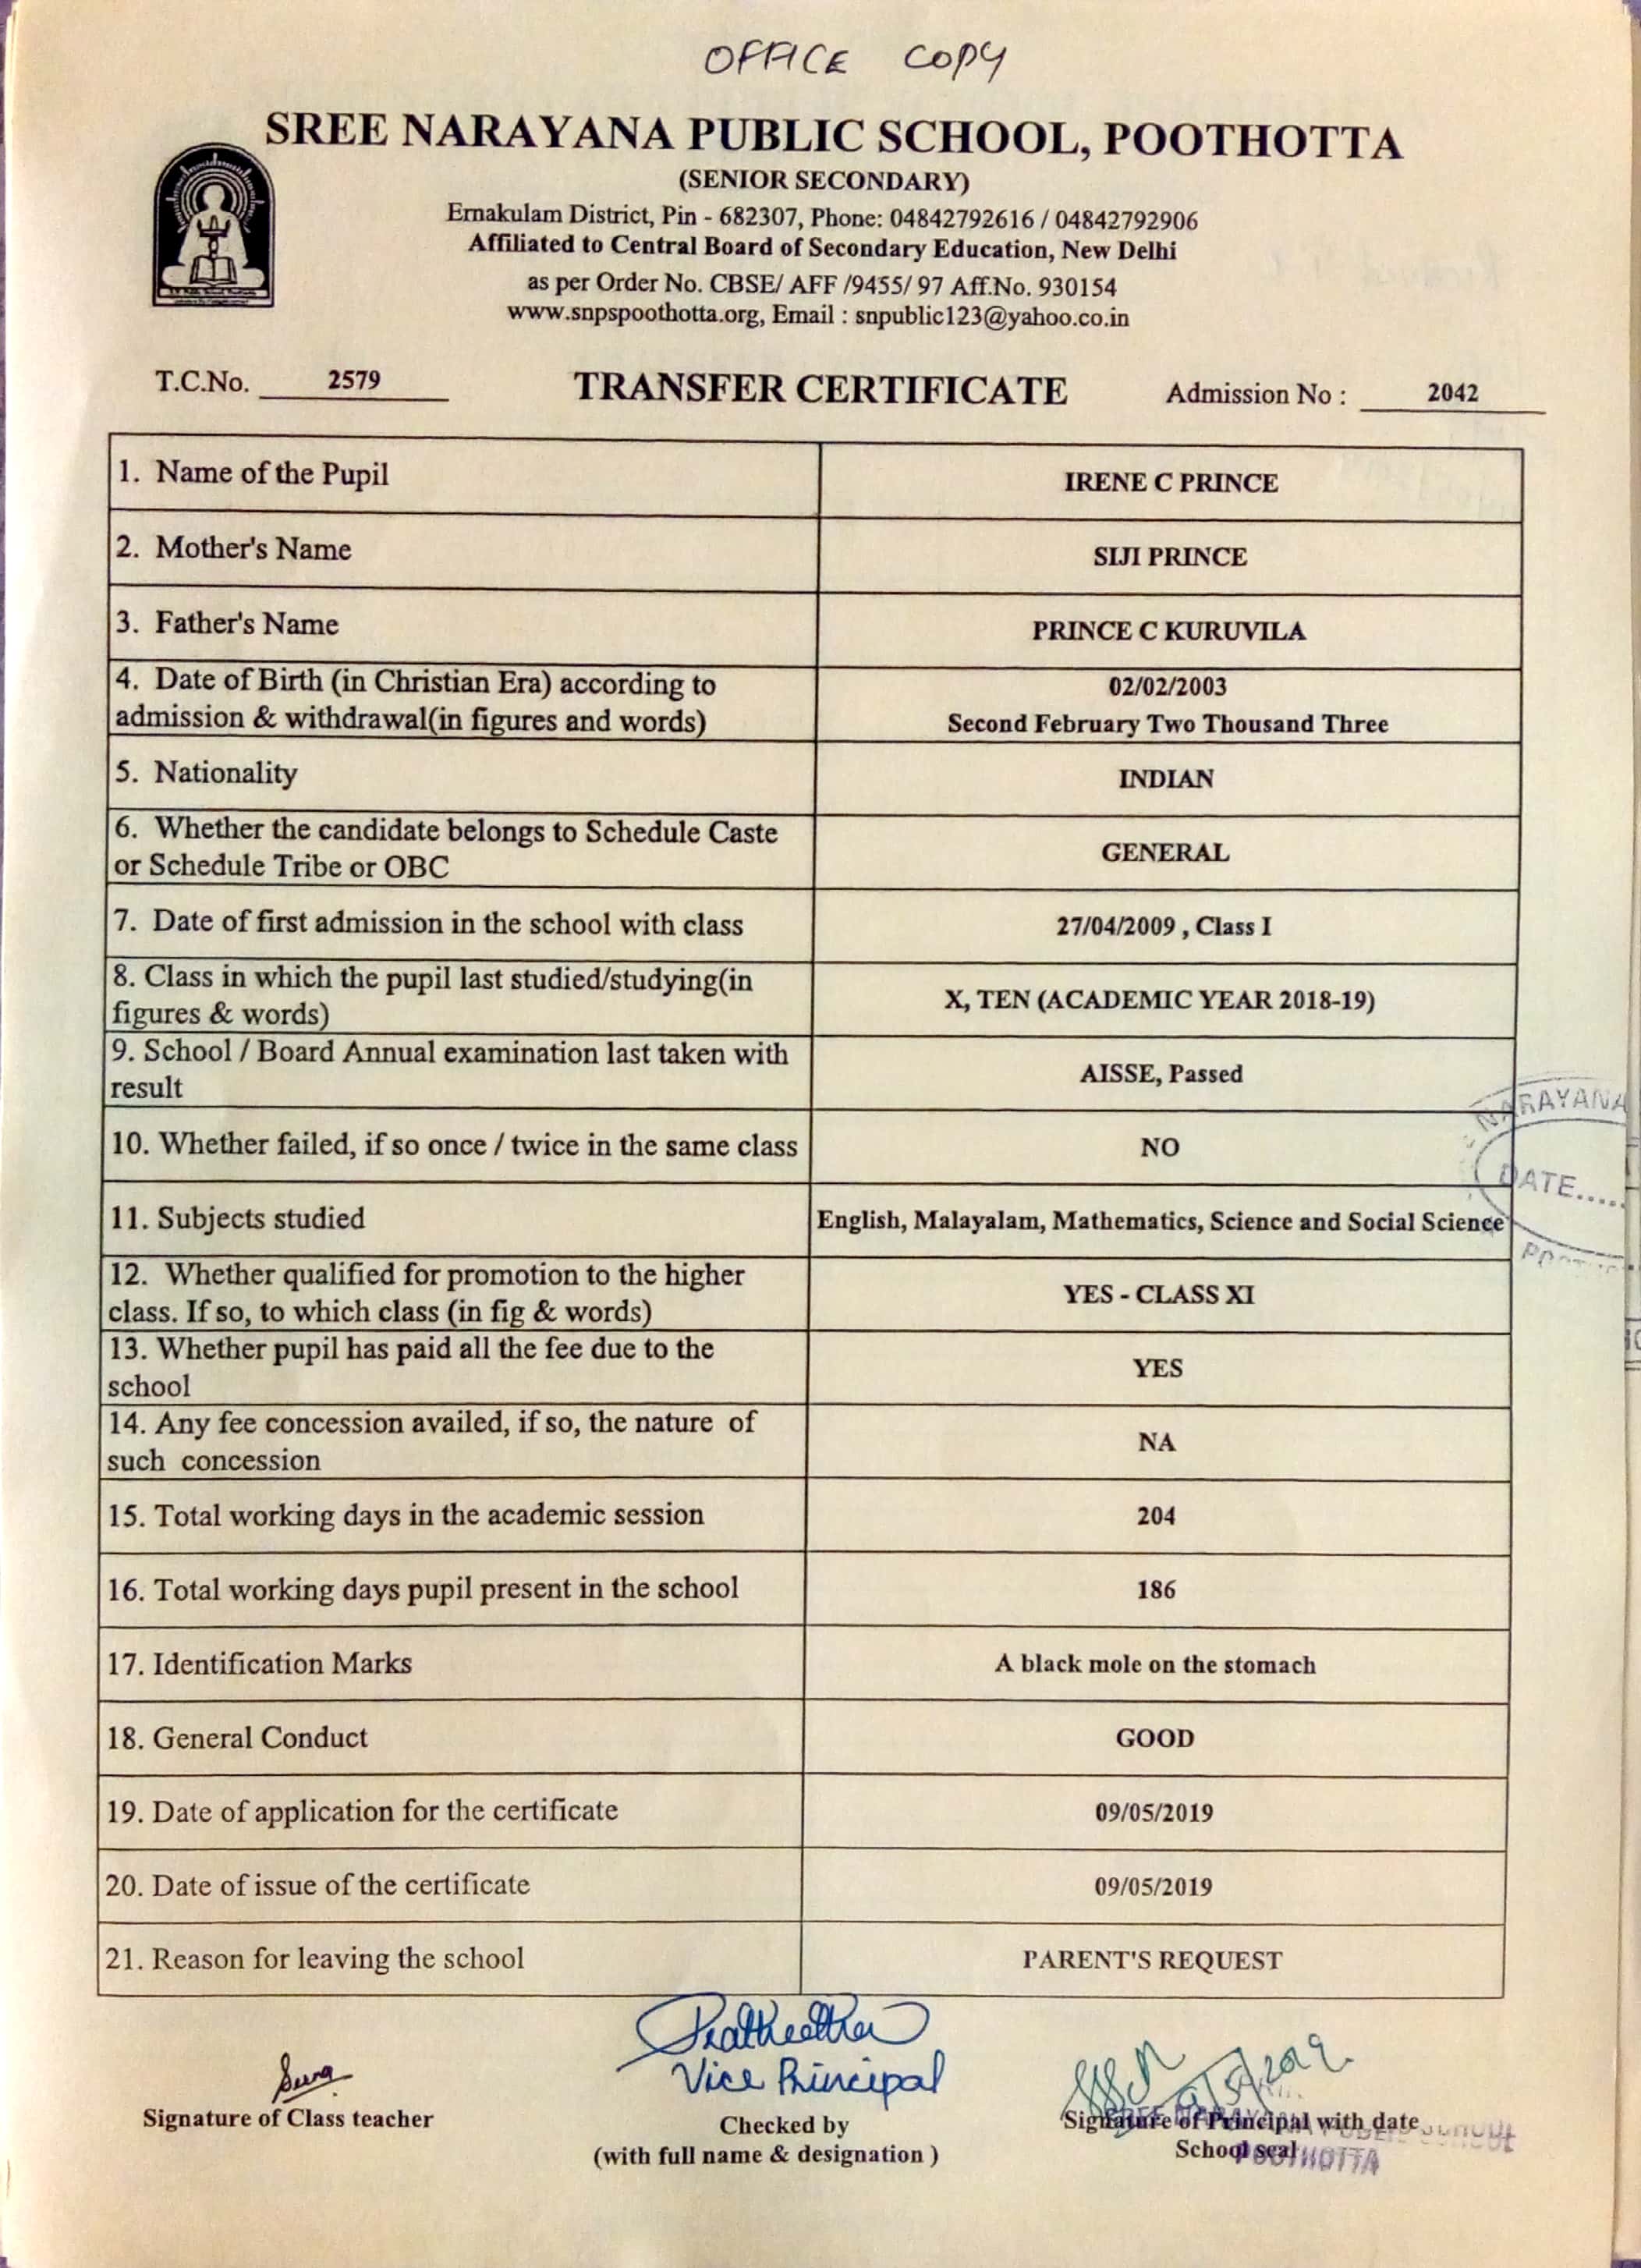 OFFICE COPY
SREE NARAYANA PUBLIC SCHOOL, POOTHOTTA
(SENIOR SECONDARY)
Ernakulam District, Pin - 682307, Phone: 04842792616 / 04842792906
Affiliated to Central Board of Secondary Education, New Delhi
as per Order No. CBSE/ AFF /9455/ 97 Aff.No. 930154
www.snpspoothotta.org, Email : snpublic123@yahoo.co.in
T.C.No. 2579 TRANSFER CERTIFICATE Admission No : 2042
1. Name of the Pupil IRENE C PRINCE
2. Mother's Name SIJI PRINCE
3. Father's Name PRINCE C KURUVILA
4. Date of Birth (in Christian Era) according to
admission & withdrawal(in figures and words)
02/02/2003
Second February Two Thousand Three
5. Nationality INDIAN
6. Whether the candidate belongs to Schedule Caste
or Schedule Tribe or OBC
GENERAL
7. Date of first admission in the school with class 27/04/2009 , Class I
8. Class in which the pupil last studied/studying(in
figures & words)
X, TEN (ACADEMIC YEAR 2018-19)
9. School / Board Annual examination last taken with
result
AISSE, Passed
NARAYANA
10. Whether failed, if so once / twice in the same class NO
DATE.....
11. Subjects studied English, Malayalam, Mathematics, Science and Social Science
12. Whether qualified for promotion to the higher
class. If so, to which class (in fig & words)
YES - CLASS XI
13. Whether pupil has paid all the fee due to the
school
YES
14. Any fee concession availed, if so, the nature of
such concession
NA
15. Total working days in the academic session 204
16. Total working days pupil present in the school 186
17. Identification Marks A black mole on the stomach
18. General Conduct GOOD
19. Date of application for the certificate 09/05/2019
20. Date of issue of the certificate 09/05/2019
21. Reason for leaving the school PARENT'S REQUEST
Vice Principal
Signature of Class teacher
Checked by
(with full name & designation )
Signature of Principal with date
School seal
SREE NARAYANA PUBLIC SCHOOL
POOTHOTTA